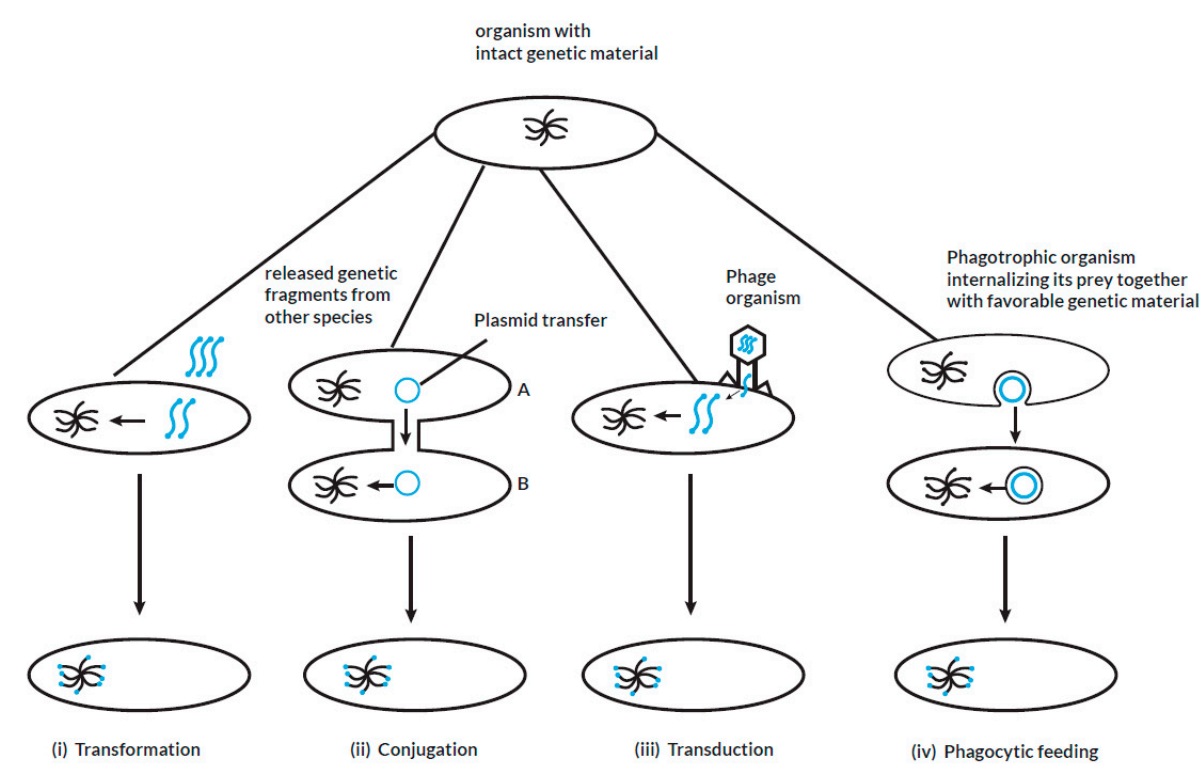 organism with
intact genetic material
released genetic
fragments from
other species
Plasmid transfer
Phage
organism
Phagotrophic organism
internalizing its prey together
with favorable genetic material
A
B
(i) Transformation
(ii) Conjugation
(iii) Transduction
(iv) Phagocytic feeding